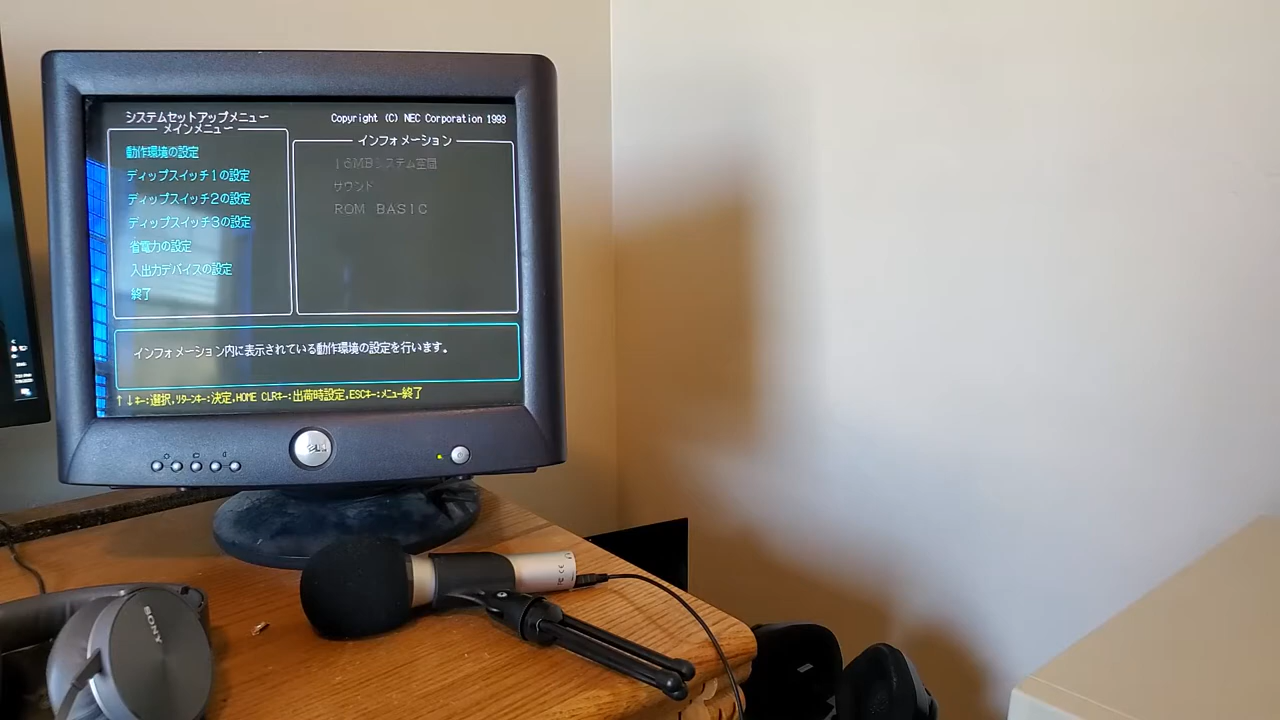 システムセットアップメニュー
Copyright (C) NEC Corporation 1993
メインメニュー
動作環境の設定
ディップスイッチ1の設定
ディップスイッチ2の設定
ディップスイッチ3の設定
省電力の設定
入出力デバイスの設定
終了
インフォメーション
16MBシステム空間
サウンド
ROM BASIC
インフォメーション内に表示されている動作環境の設定を行います。
↑↓キー:選択,リターンキー:決定,HOME CLRキー:出荷時設定,ESCキー:メニュー終了
DELL
SONY
FC CE